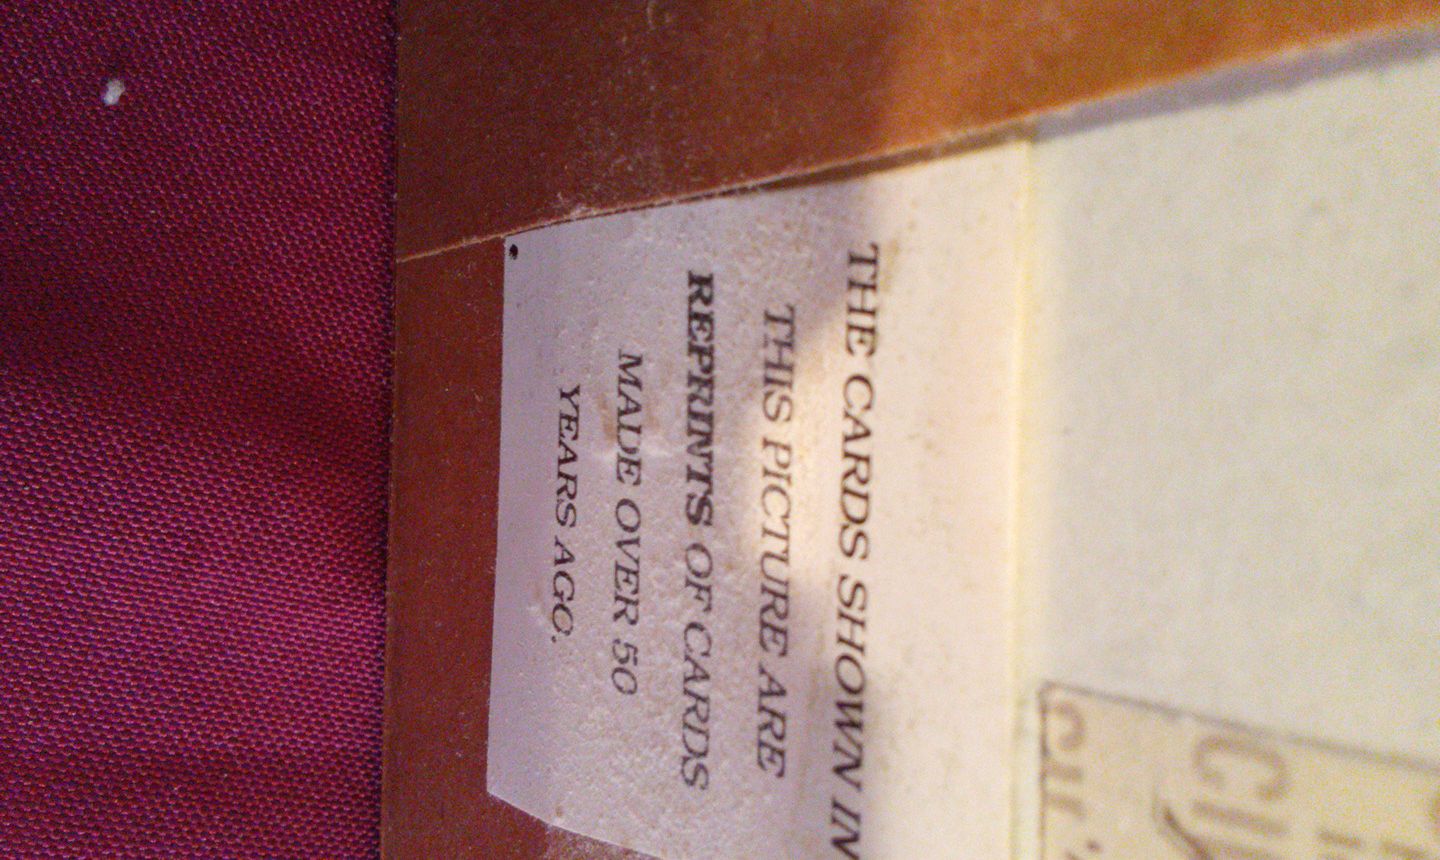 THE CARDS SHOWN IN
THIS PICTURE ARE
REPRINTS OF CARDS
MADE OVER 50
YEARS AGO.